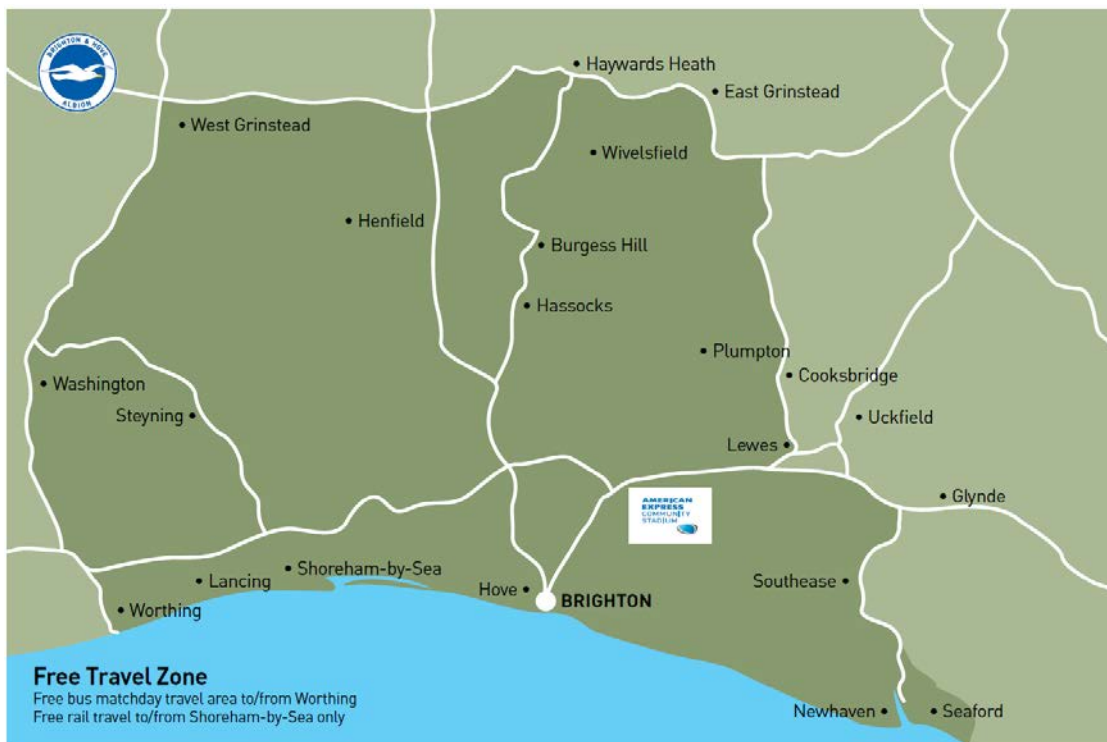 BRIGHTON & HOVE
ALBION
Haywards Heath
East Grinstead
West Grinstead
Wivelsfield
Henfield
Burgess Hill
Hassocks
Plumpton
Washington
Cooksbridge
Steyning
Uckfield
Lewes
AMERICAN
EXPRESS
COMMUNITY
STADIUM
Glynde
Shoreham-by-Sea
Lancing
Hove
BRIGHTON
Southease
Worthing
Free Travel Zone
Free bus matchday travel area to/from Worthing
Free rail travel to/from Shoreham-by-Sea only
Newhaven
Seaford